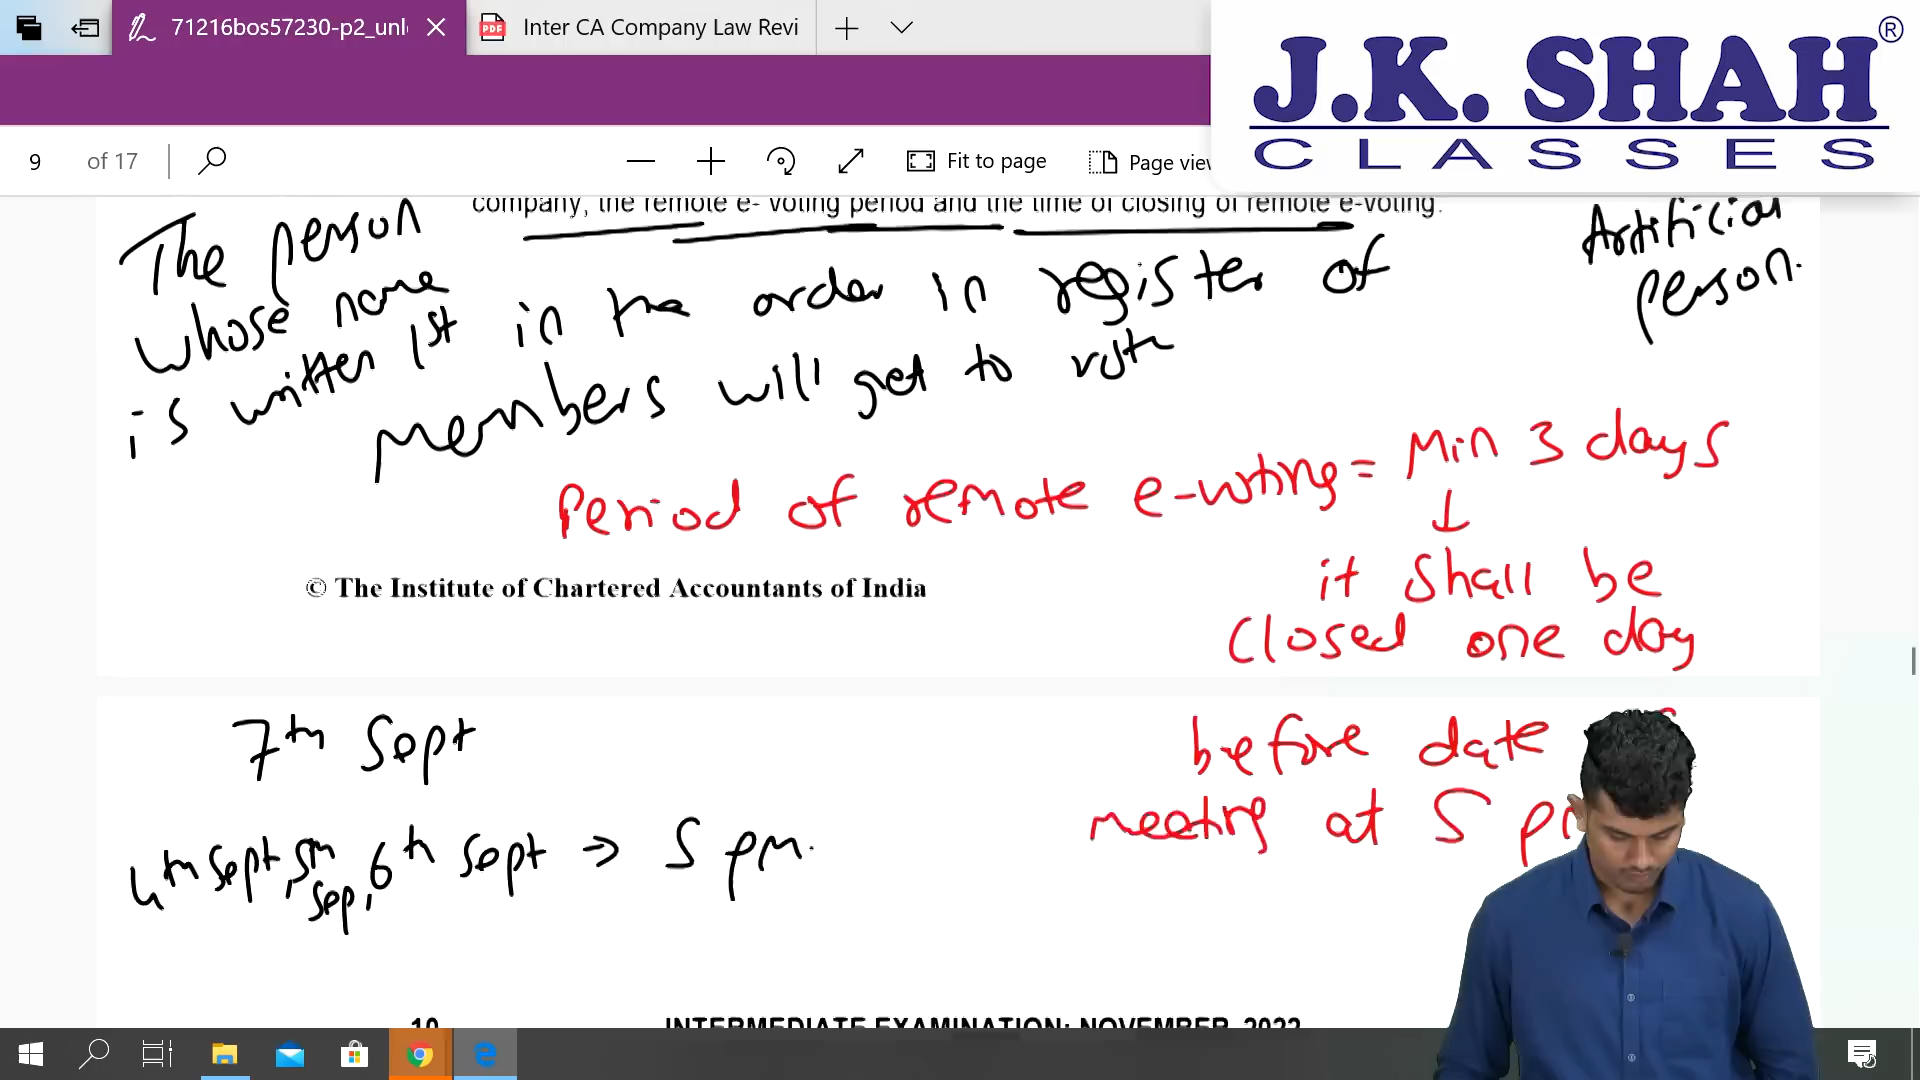 71216bos57230-p2_unl
Inter CA Company Law Revi
J.K. SHAH®
CLASSES
9 of 17
Fit to page
Page view
company, the remote e- voting period and the time of closing of remote e-voting.
Artificial
person.
The person
whose name
is written 1st in the order in register of
members will get to vote
Period of remote e-voting = Min 3 days
↓
it shall be
closed one day
© The Institute of Chartered Accountants of India
7th Sept
before date
meeting at 5 p
4th Sept, 5th Sep, 6th Sept → 5 pm.
10 INTERMEDIATE EXAMINATION: NOVEMBER, 2022